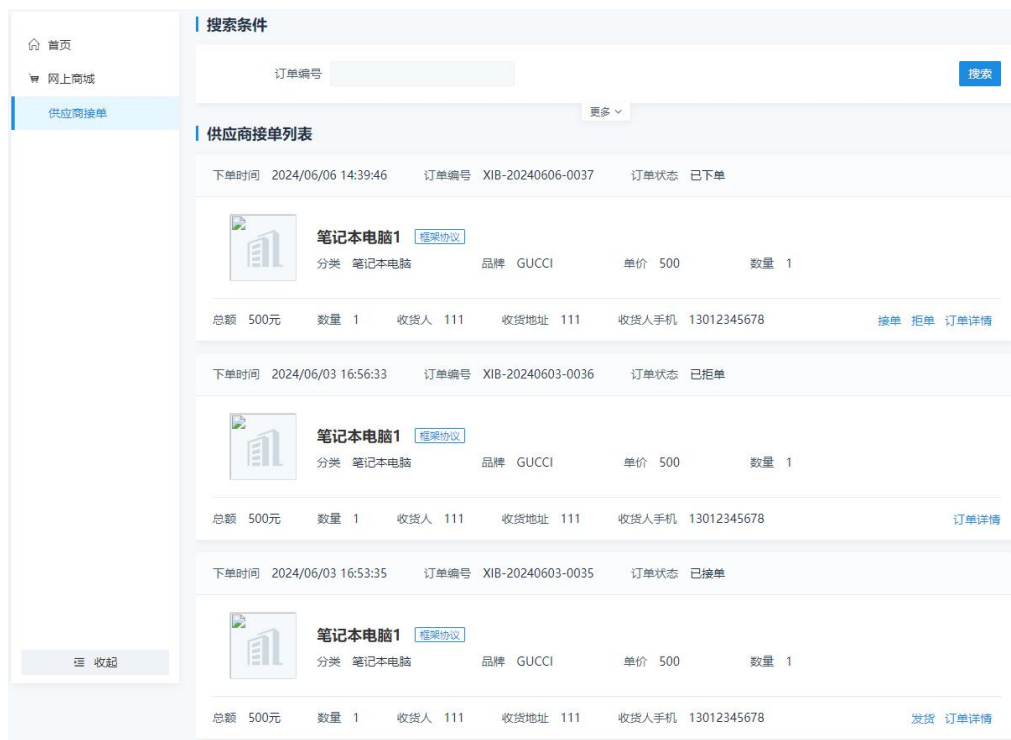 首页
网上商城
供应商接单
收起
搜索条件
订单编号
搜索
更多
供应商接单列表
下单时间 2024/06/06 14:39:46 订单编号 XIB-20240606-0037 订单状态 已下单
笔记本电脑1 框架协议
分类 笔记本电脑 品牌 GUCCI 单价 500 数量 1
总额 500元 数量 1 收货人 111 收货地址 111 收货人手机 13012345678 接单 拒单 订单详情
下单时间 2024/06/03 16:56:33 订单编号 XIB-20240603-0036 订单状态 已拒单
笔记本电脑1 框架协议
分类 笔记本电脑 品牌 GUCCI 单价 500 数量 1
总额 500元 数量 1 收货人 111 收货地址 111 收货人手机 13012345678 订单详情
下单时间 2024/06/03 16:53:35 订单编号 XIB-20240603-0035 订单状态 已接单
笔记本电脑1 框架协议
分类 笔记本电脑 品牌 GUCCI 单价 500 数量 1
总额 500元 数量 1 收货人 111 收货地址 111 收货人手机 13012345678 发货 订单详情